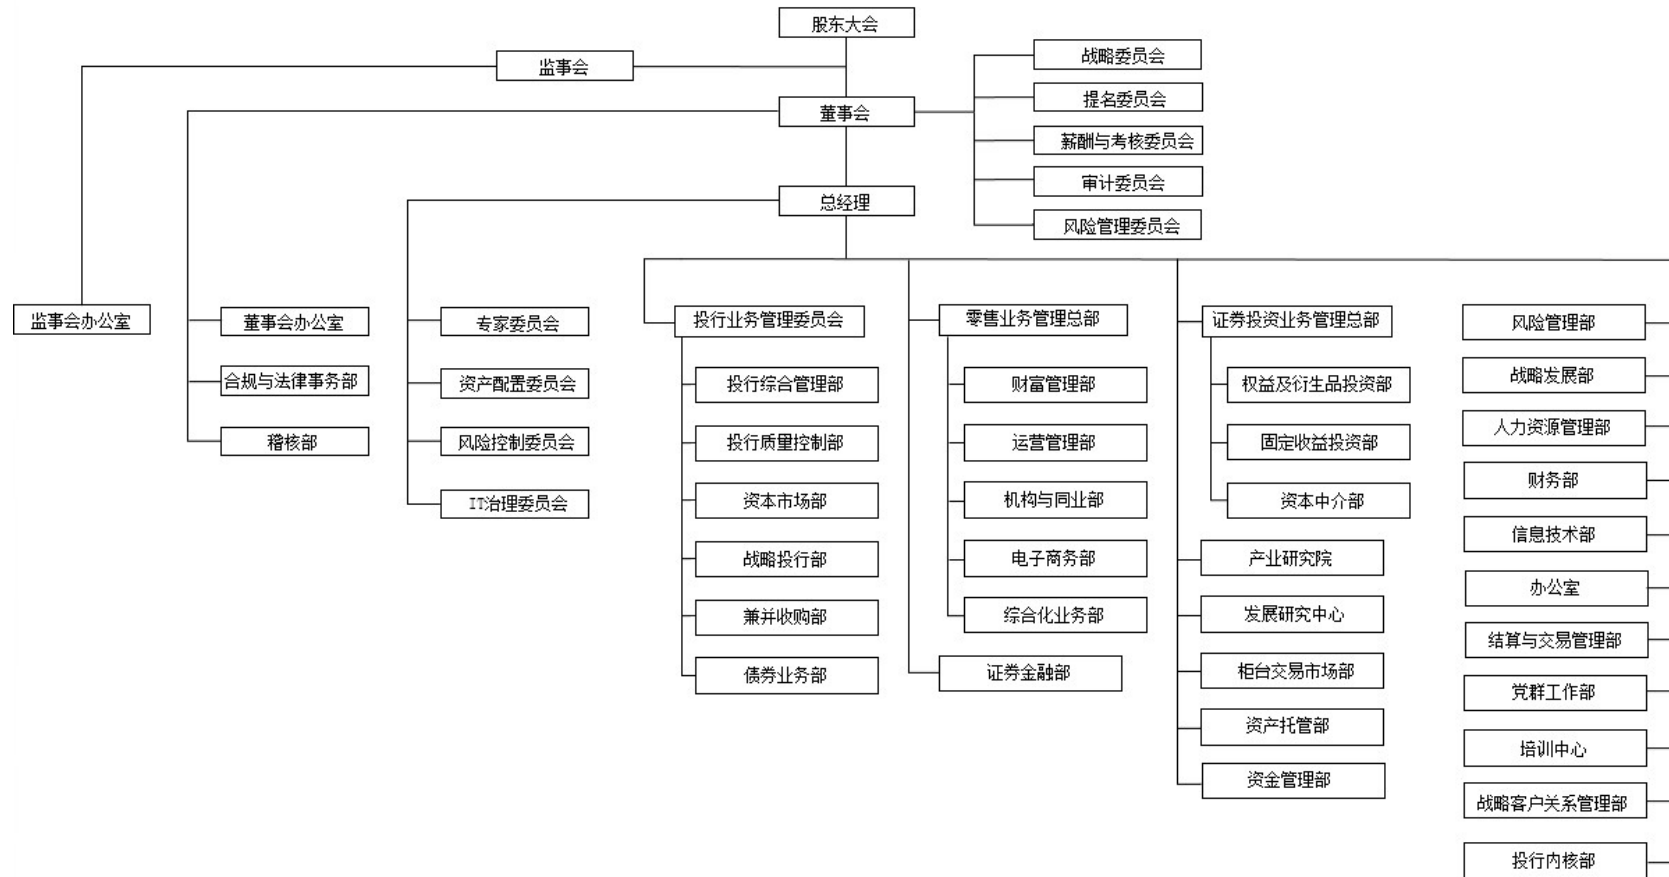 股东大会
监事会
战略委员会
提名委员会
董事会
薪酬与考核委员会
审计委员会
总经理
风险管理委员会
监事会办公室
董事会办公室
合规与法律事务部
稽核部
专家委员会
资产配置委员会
风险控制委员会
IT治理委员会
投行业务管理委员会
投行综合管理部
投行质量控制部
资本市场部
战略投行部
兼并收购部
债券业务部
零售业务管理总部
财富管理部
运营管理部
机构与同业部
电子商务部
综合化业务部
证券金融部
证券投资业务管理总部
权益及衍生品投资部
固定收益投资部
资本中介部
产业研究院
发展研究中心
柜台交易市场部
资产托管部
资金管理部
风险管理部
战略发展部
人力资源管理部
财务部
信息技术部
办公室
结算与交易管理部
党群工作部
培训中心
战略客户关系管理部
投行内核部